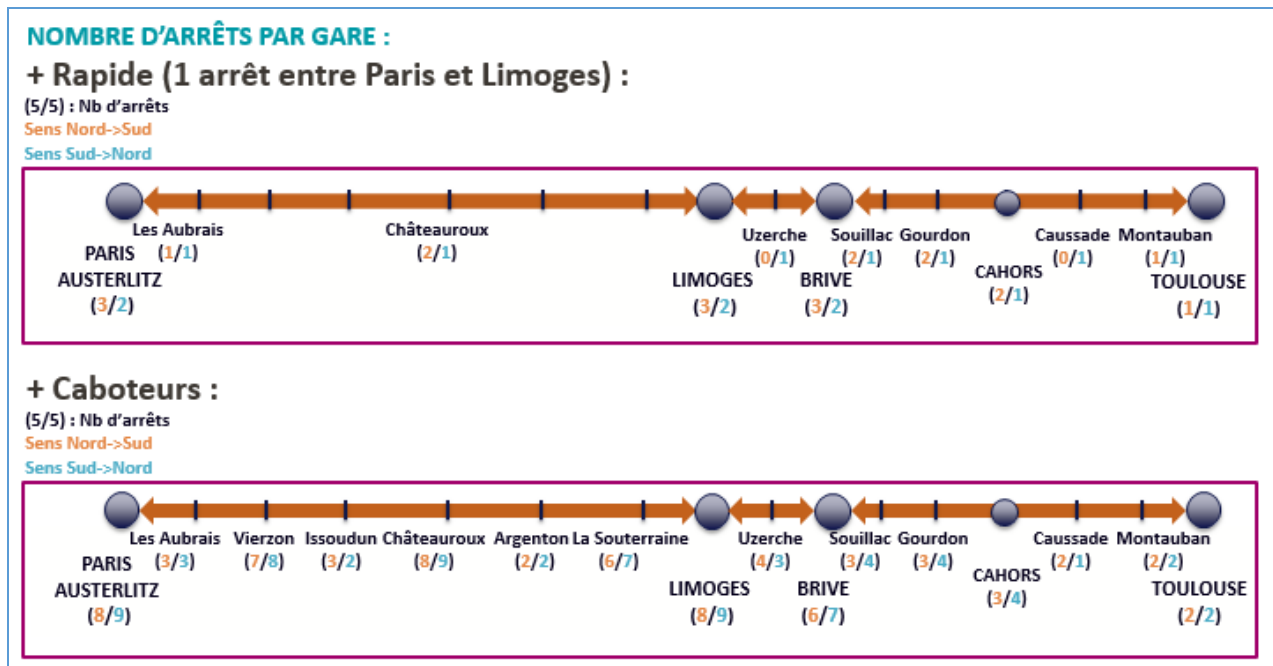 NOMBRE D'ARRÊTS PAR GARE :
+ Rapide (1 arrêt entre Paris et Limoges) :
(5/5) : Nb d'arrêts
Sens Nord->Sud
Sens Sud->Nord
Les Aubrais Châteauroux Uzerche Souillac Gourdon Caussade Montauban
(1/1) (2/1) (0/1) (2/1) (2/1) (0/1) (1/1)
PARIS AUSTERLITZ (3/2)
LIMOGES (3/2)
BRIVE (3/2)
CAHORS (2/1)
TOULOUSE (1/1)
+ Caboteurs :
(5/5) : Nb d'arrêts
Sens Nord->Sud
Sens Sud->Nord
Les Aubrais Vierzon Issoudun Châteauroux Argenton La Souterraine Uzerche Souillac Gourdon Caussade Montauban
(3/3) (7/8) (3/2) (8/9) (2/2) (6/7) (4/3) (3/4) (3/4) (2/1) (2/2)
PARIS AUSTERLITZ (8/9)
LIMOGES (8/9)
BRIVE (6/7)
CAHORS (3/4)
TOULOUSE (2/2)